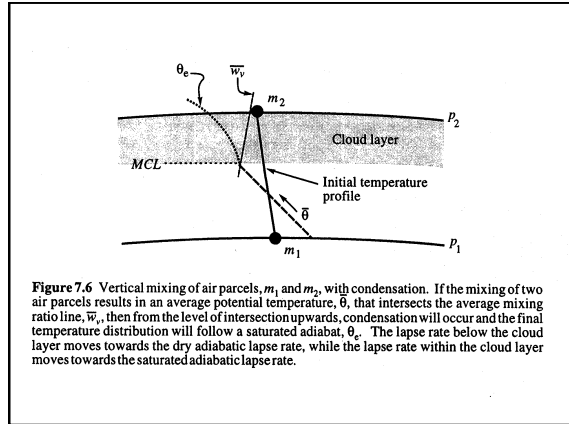 θe
w̄v
m2
p2
Cloud layer
MCL
Initial temperature
profile
θ̄
m1
p1
Figure 7.6 Vertical mixing of air parcels, m1 and m2, with condensation. If the mixing of two
air parcels results in an average potential temperature, θ̄, that intersects the average mixing
ratio line, w̄v, then from the level of intersection upwards, condensation will occur and the final
temperature distribution will follow a saturated adiabat, θe. The lapse rate below the cloud
layer moves towards the dry adiabatic lapse rate, while the lapse rate within the cloud layer
moves towards the saturated adiabatic lapse rate.